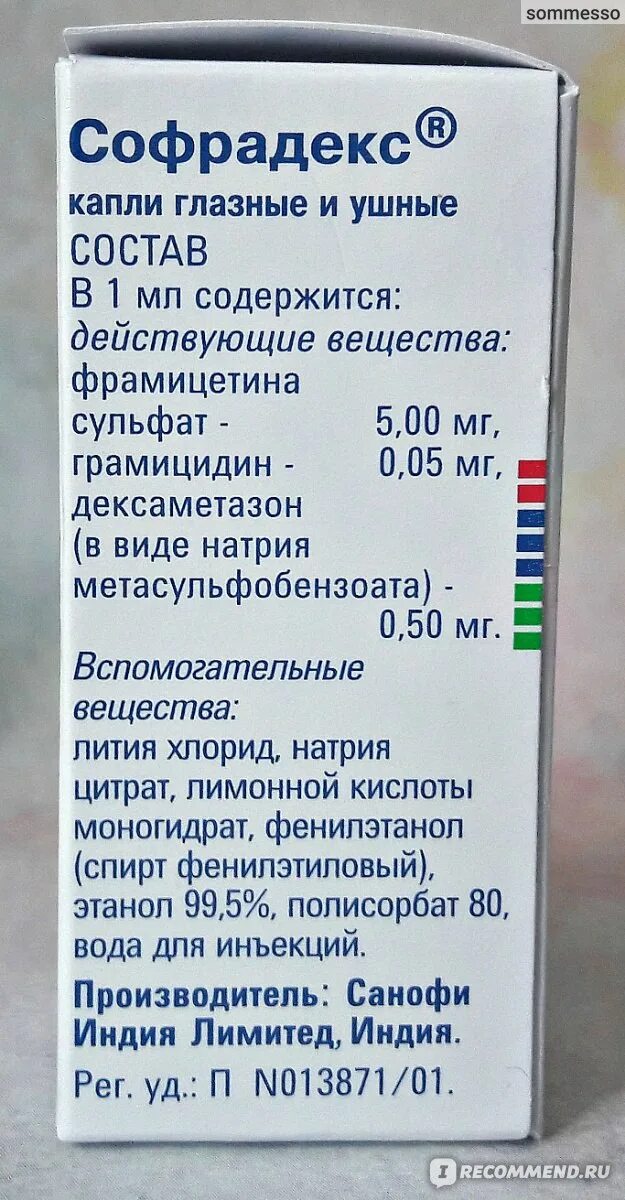 sommesso
Софрадекс®
капли глазные и ушные
СОСТАВ
В 1 мл содержится:
действующие вещества:
фрамицетина
сульфат - 5,00 мг,
грамицидин - 0,05 мг,
дексаметазон
(в виде натрия
метасульфобензоата) -
0,50 мг.
Вспомогательные
вещества:
лития хлорид, натрия
цитрат, лимонной кислоты
моногидрат, фенилэтанол
(спирт фенилэтиловый),
этанол 99,5%, полисорбат 80,
вода для инъекций.
Производитель: Санофи
Индия Лимитед, Индия.
Рег. уд.: П N013871/01.
IRECOMMEND.RU